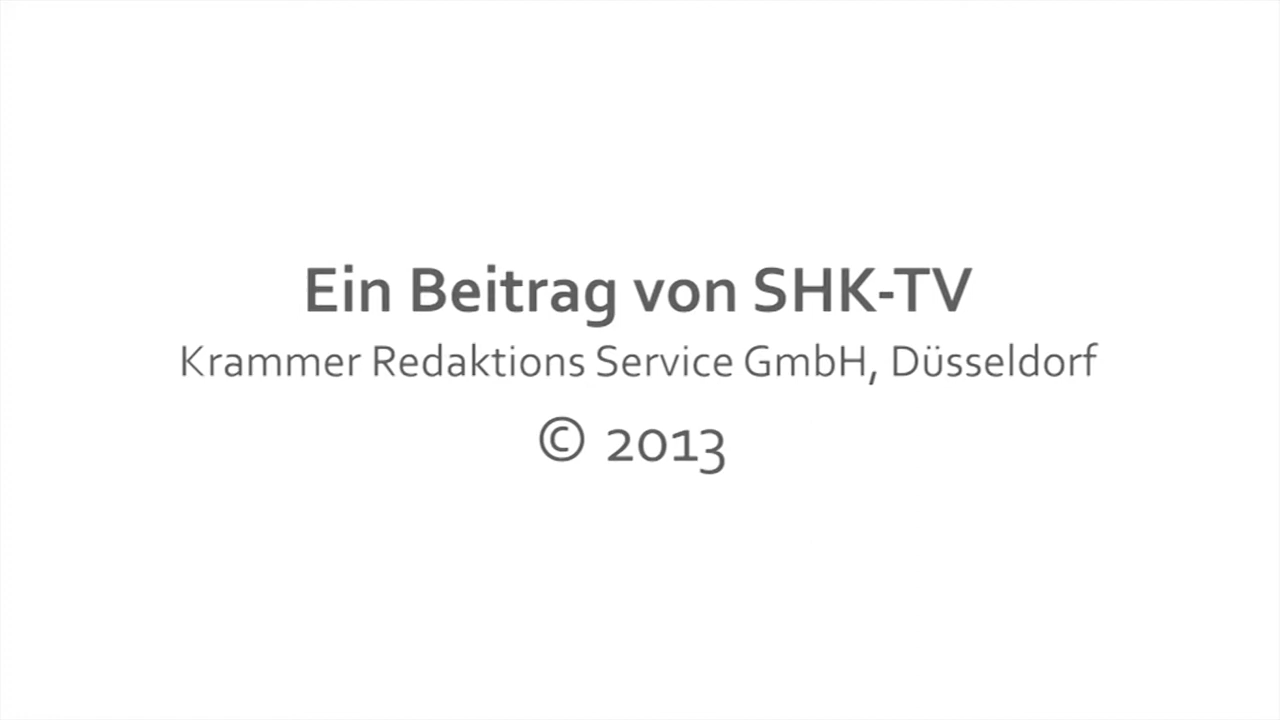 Ein Beitrag von SHK-TV
Krammer Redaktions Service GmbH, Düsseldorf
© 2013